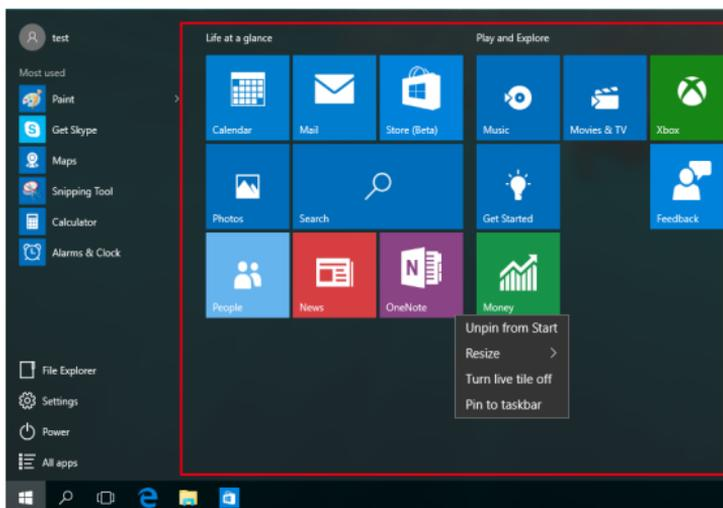 test
Most used
Paint
Get Skype
Maps
Snipping Tool
Calculator
Alarms & Clock
File Explorer
Settings
Power
All apps
Life at a glance
Calendar
Mail
Store (Beta)
Photos
Search
People
News
OneNote
Play and Explore
Music
Movies & TV
Xbox
Get Started
Feedback
Money
Unpin from Start
Resize
Turn live tile off
Pin to taskbar